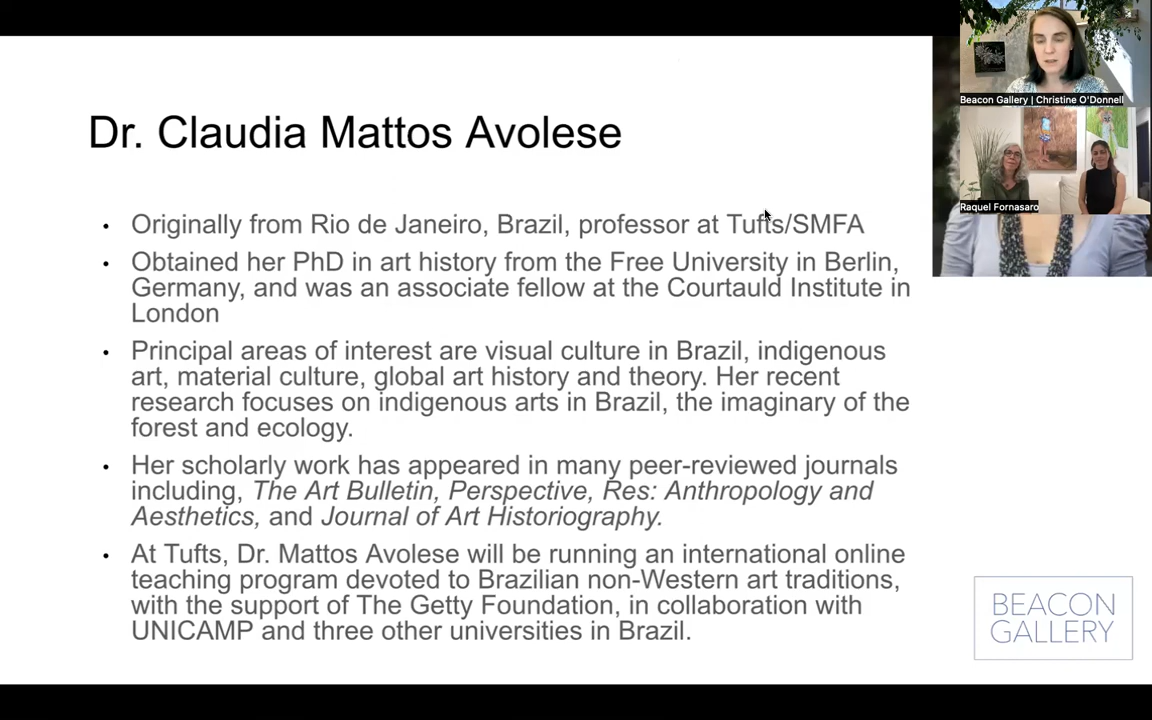 Dr. Claudia Mattos Avolese
• Originally from Rio de Janeiro, Brazil, professor at Tufts/SMFA
• Obtained her PhD in art history from the Free University in Berlin,
Germany, and was an associate fellow at the Courtauld Institute in
London
• Principal areas of interest are visual culture in Brazil, indigenous
art, material culture, global art history and theory. Her recent
research focuses on indigenous arts in Brazil, the imaginary of the
forest and ecology.
• Her scholarly work has appeared in many peer-reviewed journals
including, The Art Bulletin, Perspective, Res: Anthropology and
Aesthetics, and Journal of Art Historiography.
• At Tufts, Dr. Mattos Avolese will be running an international online
teaching program devoted to Brazilian non-Western art traditions,
with the support of The Getty Foundation, in collaboration with
UNICAMP and three other universities in Brazil.
Beacon Gallery | Christine O'Donnell
Raquel Fornasaro
BEACON
GALLERY